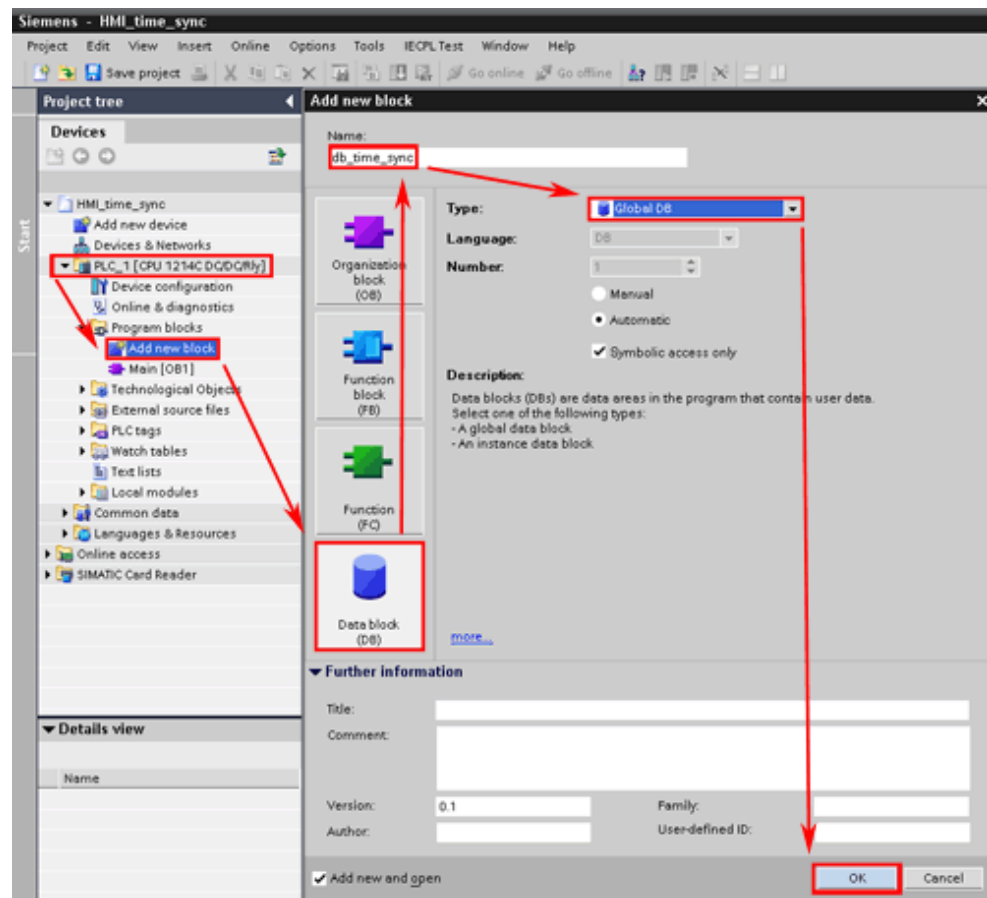 Siemens - HMI_time_sync
Project Edit View Insert Online Options Tools IECPL Test Window Help
Save project Go online Go offline
Project tree
Devices
Start
HMI_time_sync
Add new device
Devices & Networks
PLC_1 [CPU 1214C DC/DC/Rly]
Device configuration
Online & diagnostics
Program blocks
Add new block
Main [OB1]
Technological Objects
External source files
PLC tags
Watch tables
Text lists
Local modules
Common data
Languages & Resources
Online access
SIMATIC Card Reader
Details view
Name
Add new block
Name:
db_time_sync
Organization
block
(OB)
Function
block
(FB)
Function
(FC)
Data block
(DB)
Type: Global DB
Language: DB
Number: 1
Manual
Automatic
Symbolic access only
Description:
Data blocks (DBs) are data areas in the program that contain user data.
Select one of the following types:
- A global data block
- An instance data block
more...
Further information
Title:
Comment:
Version: 0.1 Family:
Author: User-defined ID:
Add new and open OK Cancel